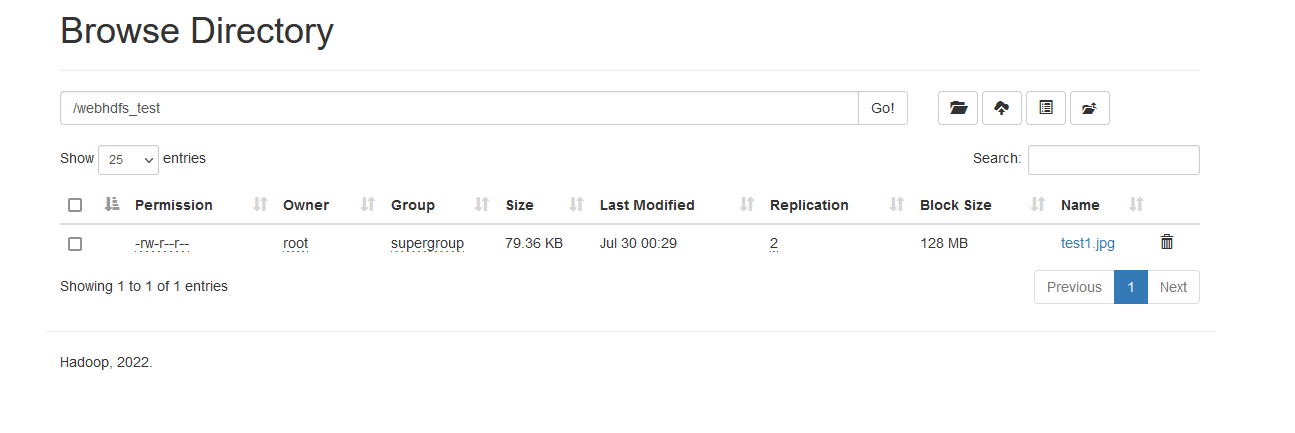 Browse Directory
/webhdfs_test Go!
Show 25 entries Search:
Permission Owner Group Size Last Modified Replication Block Size Name
-rw-r--r-- root supergroup 79.36 KB Jul 30 00:29 2 128 MB test1.jpg
Showing 1 to 1 of 1 entries Previous 1 Next
Hadoop, 2022.